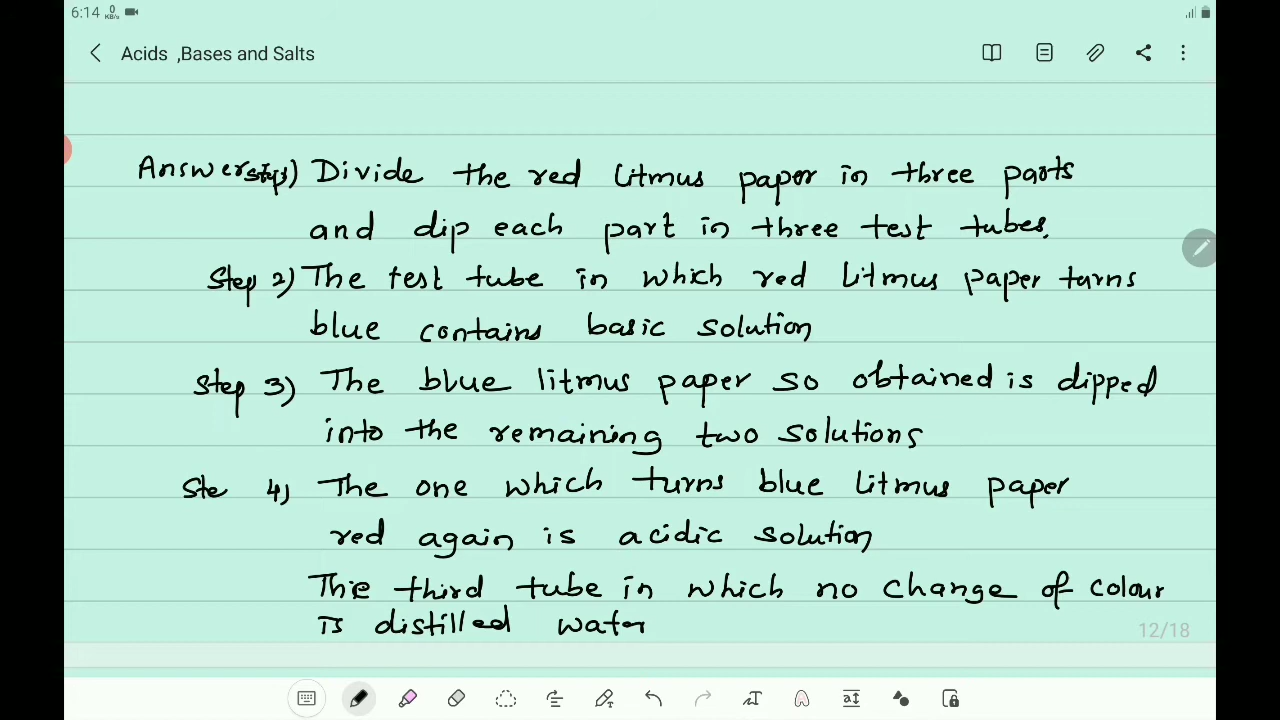 6:14 0 KB/s
Acids ,Bases and Salts
Answer step1) Divide the red litmus paper in three parts
and dip each part in three test tubes.
Step 2) The test tube in which red litmus paper turns
blue contains basic solution
Step 3) The blue litmus paper so obtained is dipped
into the remaining two solutions
Ste 4) The one which turns blue litmus paper
red again is acidic solution
The third tube in which no change of colour
Is distilled water
12/18